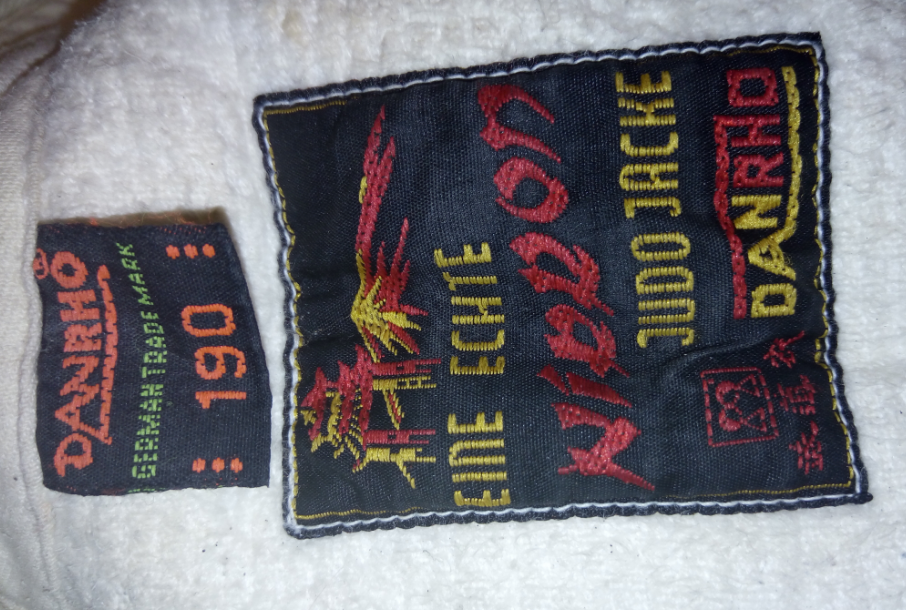 DANRHO®
GERMAN TRADE MARK
190
EINE ECHTE
NIPPON
JUDO JACKE
DANRHO